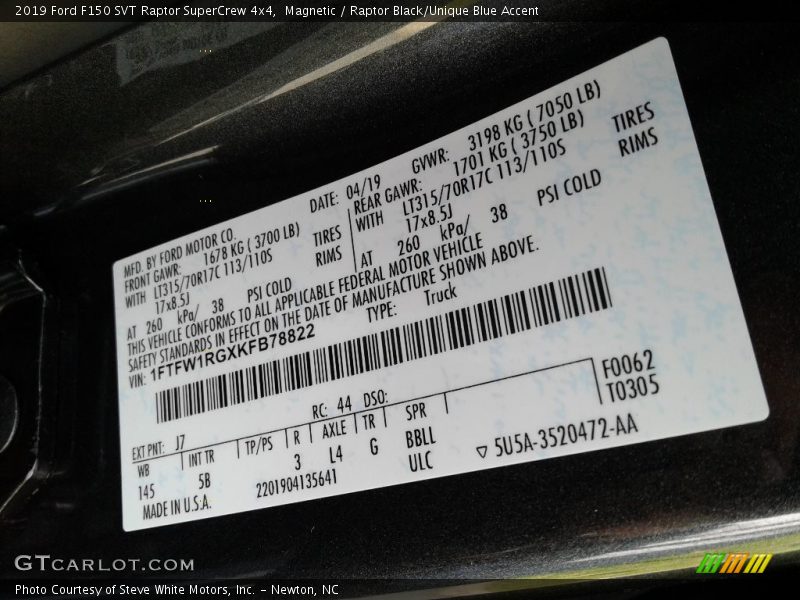 2019 Ford F150 SVT Raptor SuperCrew 4x4, Magnetic / Raptor Black/Unique Blue Accent
MFD. BY FORD MOTOR CO.
DATE: 04/19
GVWR: 3198 KG ( 7050 LB)
FRONT GAWR: 1678 KG ( 3700 LB)
REAR GAWR: 1701 KG ( 3750 LB)
WITH LT315/70R17C 113/110S TIRES
WITH LT315/70R17C 113/110S TIRES
17x8.5J RIMS
17x8.5J RIMS
AT 260 kPa/ 38 PSI COLD
AT 260 kPa/ 38 PSI COLD
THIS VEHICLE CONFORMS TO ALL APPLICABLE FEDERAL MOTOR VEHICLE
SAFETY STANDARDS IN EFFECT ON THE DATE OF MANUFACTURE SHOWN ABOVE.
VIN: 1FTFW1RGXKFB78822
TYPE: Truck
F0062
T0305
RC: 44 DSO:
EXT PNT: J7
WB INT TR TP/PS R AXLE TR SPR
145 5B 3 L4 G BBLL
ULC
5U5A-3520472-AA
MADE IN U.S.A.
2201904135641
GTCARLOT.COM
Photo Courtesy of Steve White Motors, Inc. – Newton, NC